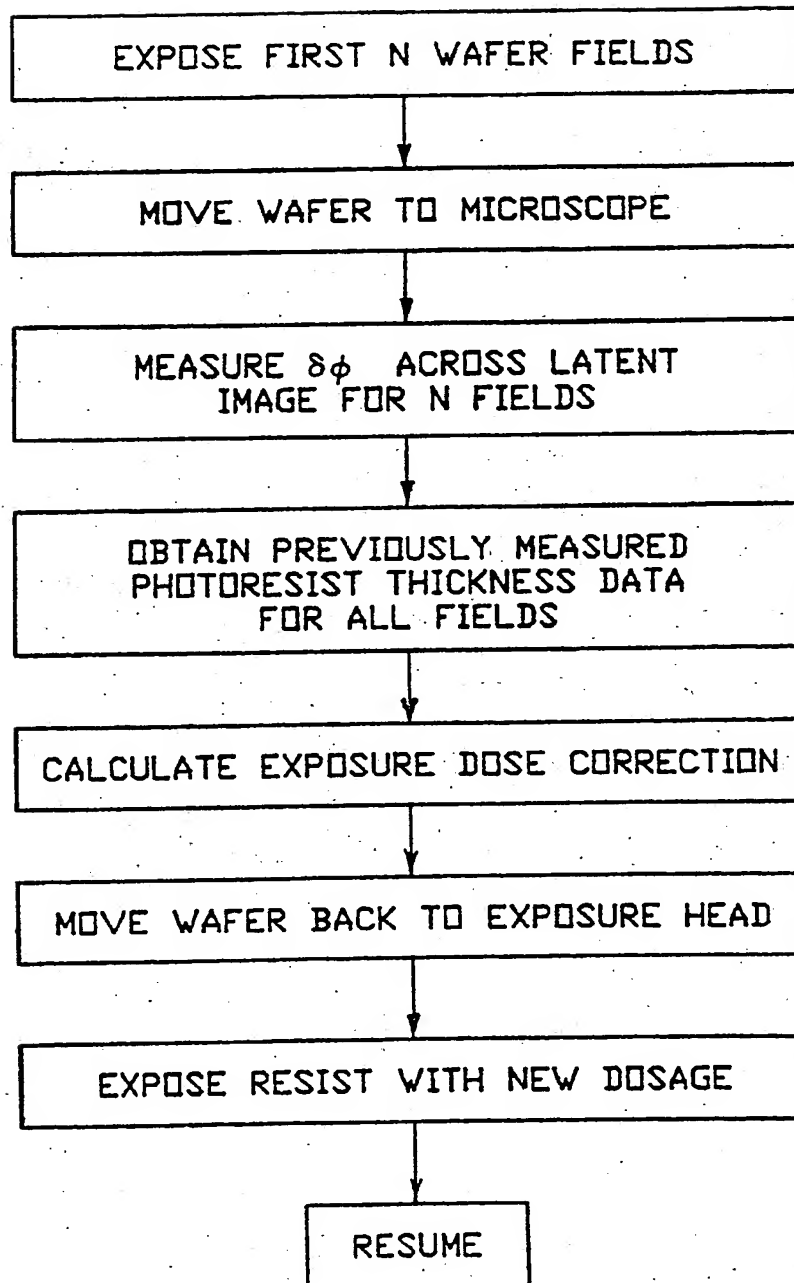 EXPOSE FIRST N WAFER FIELDS
MOVE WAFER TO MICROSCOPE
MEASURE δϕ ACROSS LATENT
IMAGE FOR N FIELDS
OBTAIN PREVIOUSLY MEASURED
PHOTORESIST THICKNESS DATA
FOR ALL FIELDS
CALCULATE EXPOSURE DOSE CORRECTION
MOVE WAFER BACK TO EXPOSURE HEAD
EXPOSE RESIST WITH NEW DOSAGE
RESUME